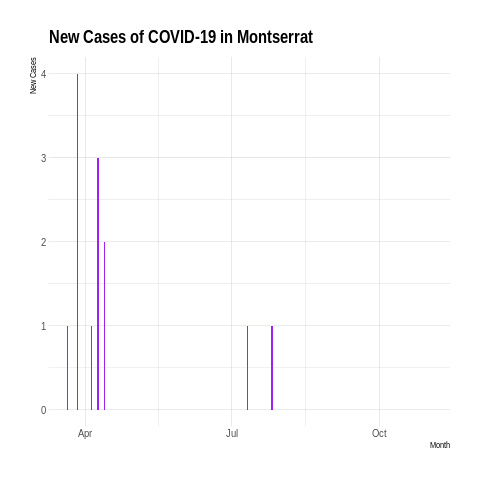 New Cases of COVID-19 in Montserrat
New Cases
4
3
2
1
0
Apr
Jul
Oct
Month